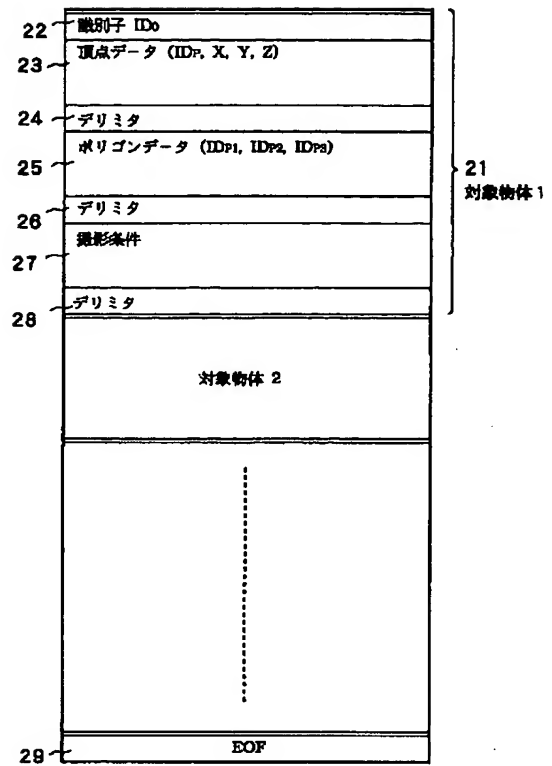 22 識別子 IDo
23 頂点データ (IDP, X, Y, Z)
24 デリミタ
25 ポリゴンデータ (IDP1, IDP2, IDP3)
21
対象物体 1
26 デリミタ
27 撮影条件
28 デリミタ
対象物体 2
29 EOF